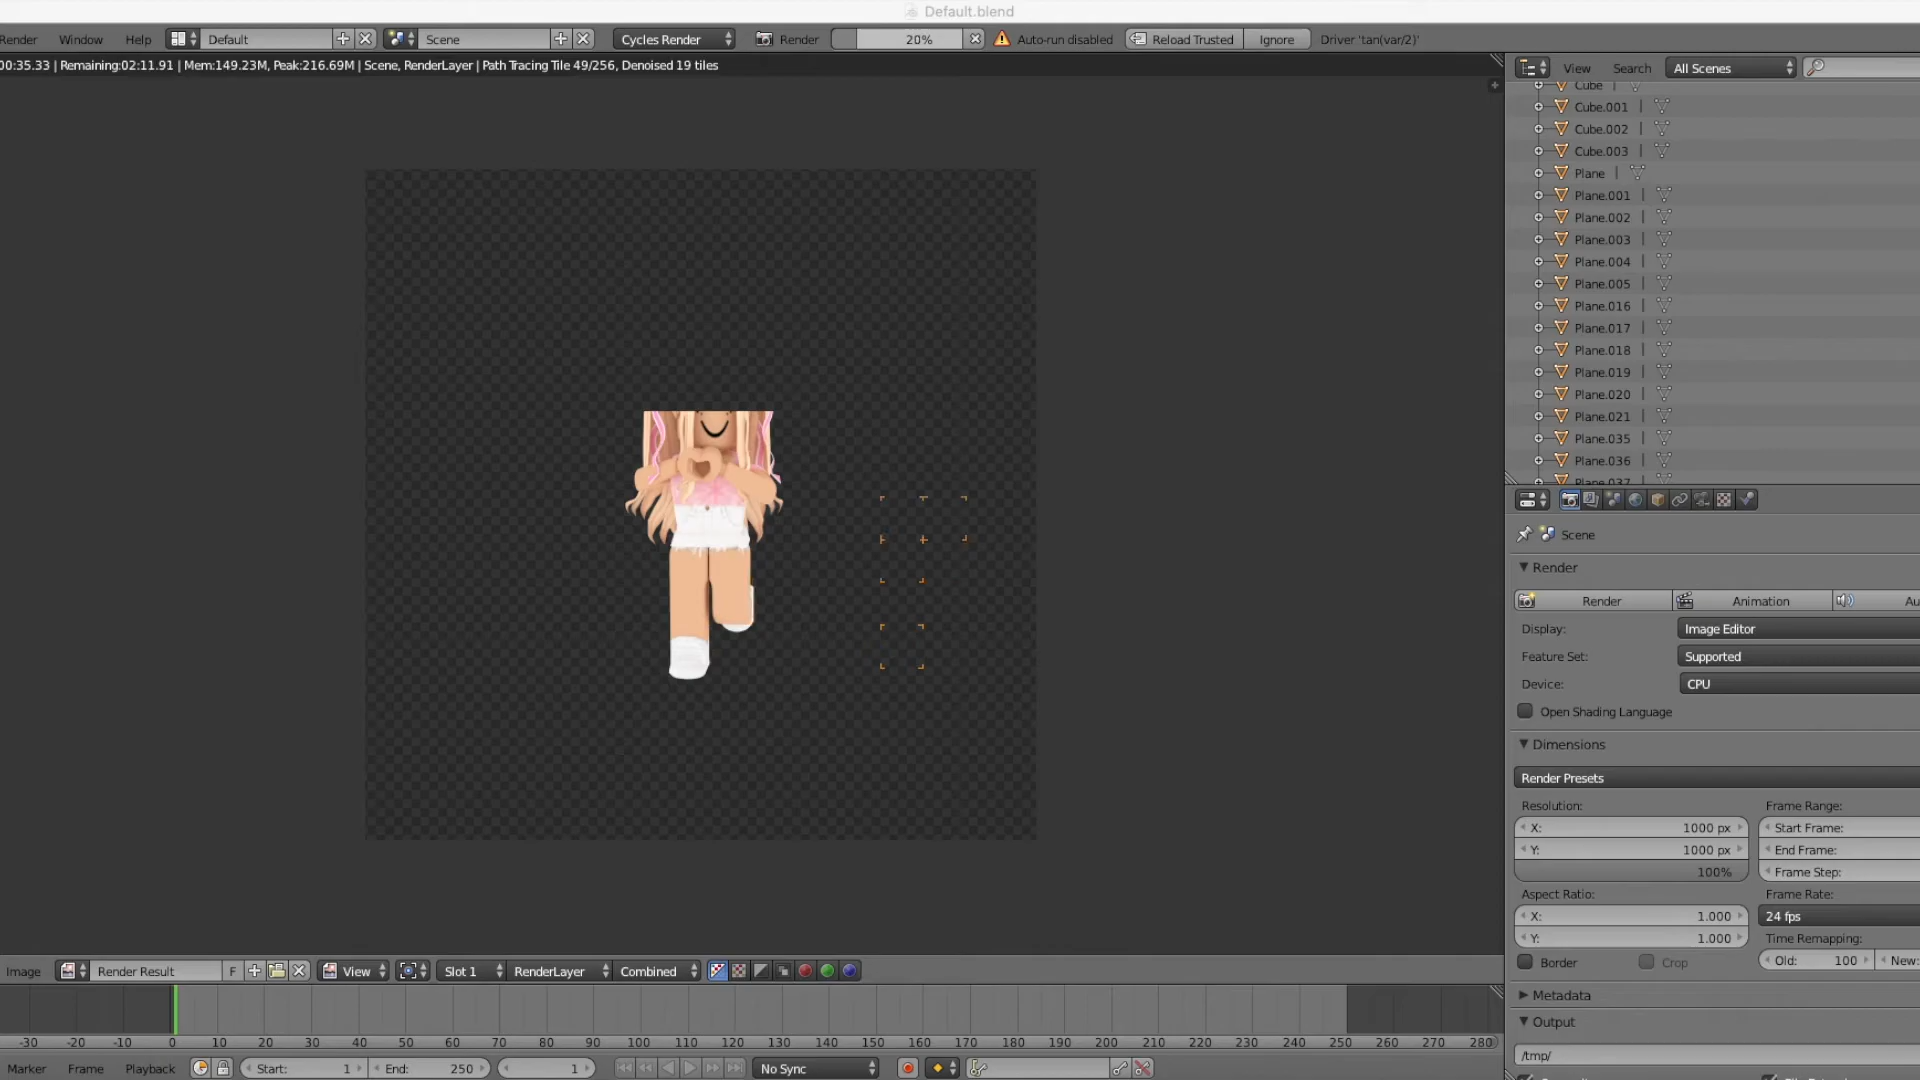 Default.blend
Render Window Help Default Scene Cycles Render Render 20% Auto-run disabled Reload Trusted Ignore Driver 'tan(var/2)'
00:35.33 | Remaining:02:11.91 | Mem:149.23M, Peak:216.69M | Scene, RenderLayer | Path Tracing Tile 49/256, Denoised 19 tiles
View Search All Scenes
Cube
Cube.001
Cube.002
Cube.003
Plane
Plane.001
Plane.002
Plane.003
Plane.004
Plane.005
Plane.016
Plane.017
Plane.018
Plane.019
Plane.020
Plane.021
Plane.035
Plane.036
Plane.037
Scene
Render
Render Animation Au
Display: Image Editor
Feature Set: Supported
Device: CPU
Open Shading Language
Dimensions
Render Presets
Resolution: Frame Range:
X: 1000 px Start Frame:
Y: 1000 px End Frame:
100% Frame Step:
Aspect Ratio: Frame Rate:
X: 1.000 24 fps
Y: 1.000 Time Remapping:
Border Crop Old: 100 New:
Metadata
Output
/tmp/
Image Render Result F View Slot 1 RenderLayer Combined
-30 -20 -10 0 10 20 30 40 50 60 70 80 90 100 110 120 130 140 150 160 170 180 190 200 210 220 230 240 250 260 270 280
Marker Frame Playback Start: 1 End: 250 1 No Sync